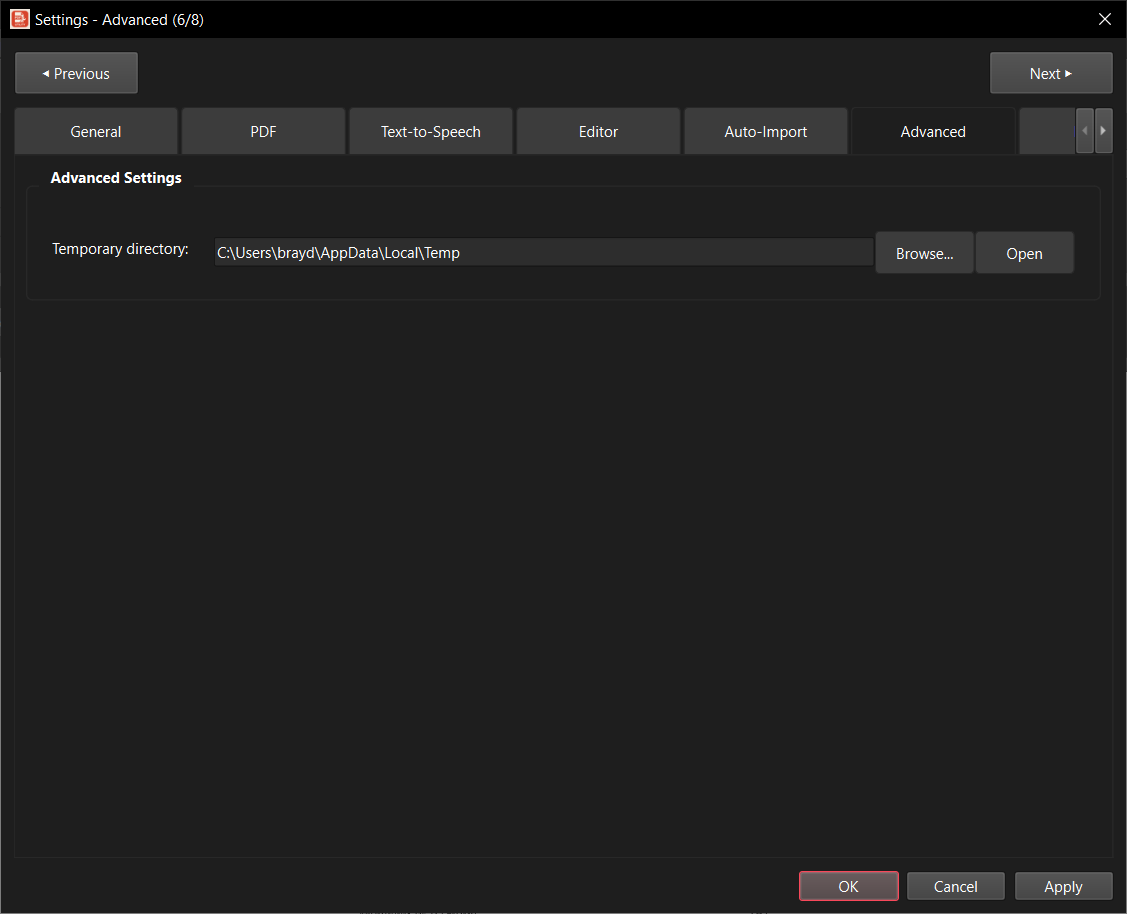 Settings - Advanced (6/8)
Previous
Next
General
PDF
Text-to-Speech
Editor
Auto-Import
Advanced
Advanced Settings
Temporary directory:
C:\Users\brayd\AppData\Local\Temp
Browse...
Open
OK
Cancel
Apply